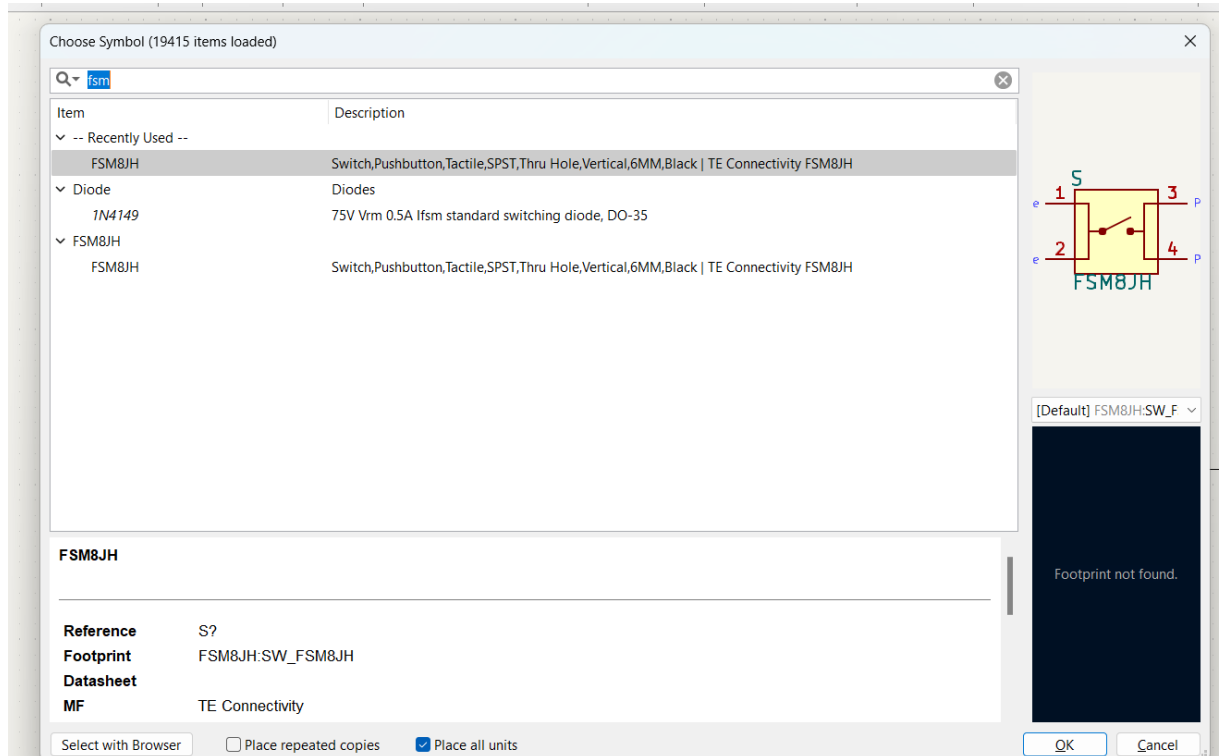 Choose Symbol (19415 items loaded)
fsm
Item Description
-- Recently Used --
FSM8JH Switch,Pushbutton,Tactile,SPST,Thru Hole,Vertical,6MM,Black | TE Connectivity FSM8JH
Diode Diodes
1N4149 75V Vrm 0.5A Ifsm standard switching diode, DO-35
FSM8JH
FSM8JH Switch,Pushbutton,Tactile,SPST,Thru Hole,Vertical,6MM,Black | TE Connectivity FSM8JH
S
e 1 3 P
e 2 4 P
FSM8JH
[Default] FSM8JH:SW_F
Footprint not found.
FSM8JH
Reference S?
Footprint FSM8JH:SW_FSM8JH
Datasheet
MF TE Connectivity
Select with Browser Place repeated copies Place all units OK Cancel